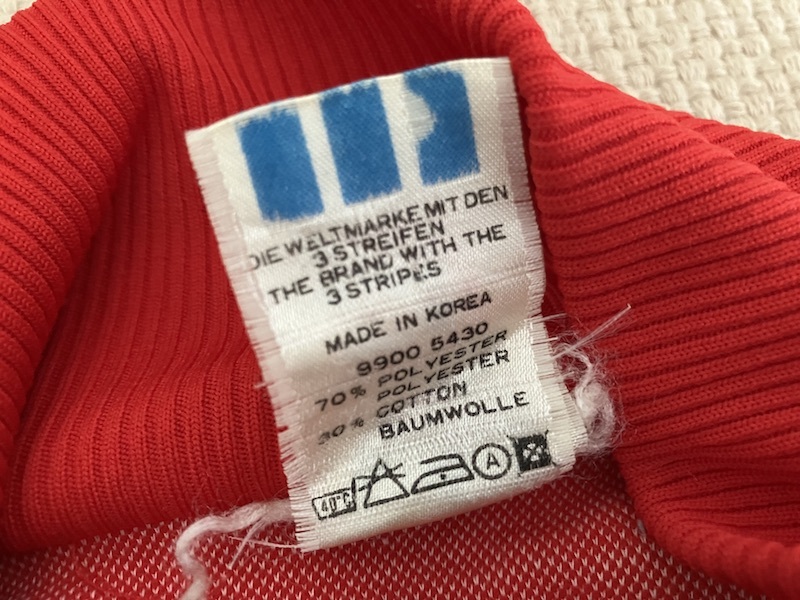 DIE WELTMARKE MIT DEN
3 STREIFEN
THE BRAND WITH THE
3 STRIPES
MADE IN KOREA
9900 5430
70% POLYESTER
POLYESTER
30% COTTON
BAUMWOLLE
40°C A